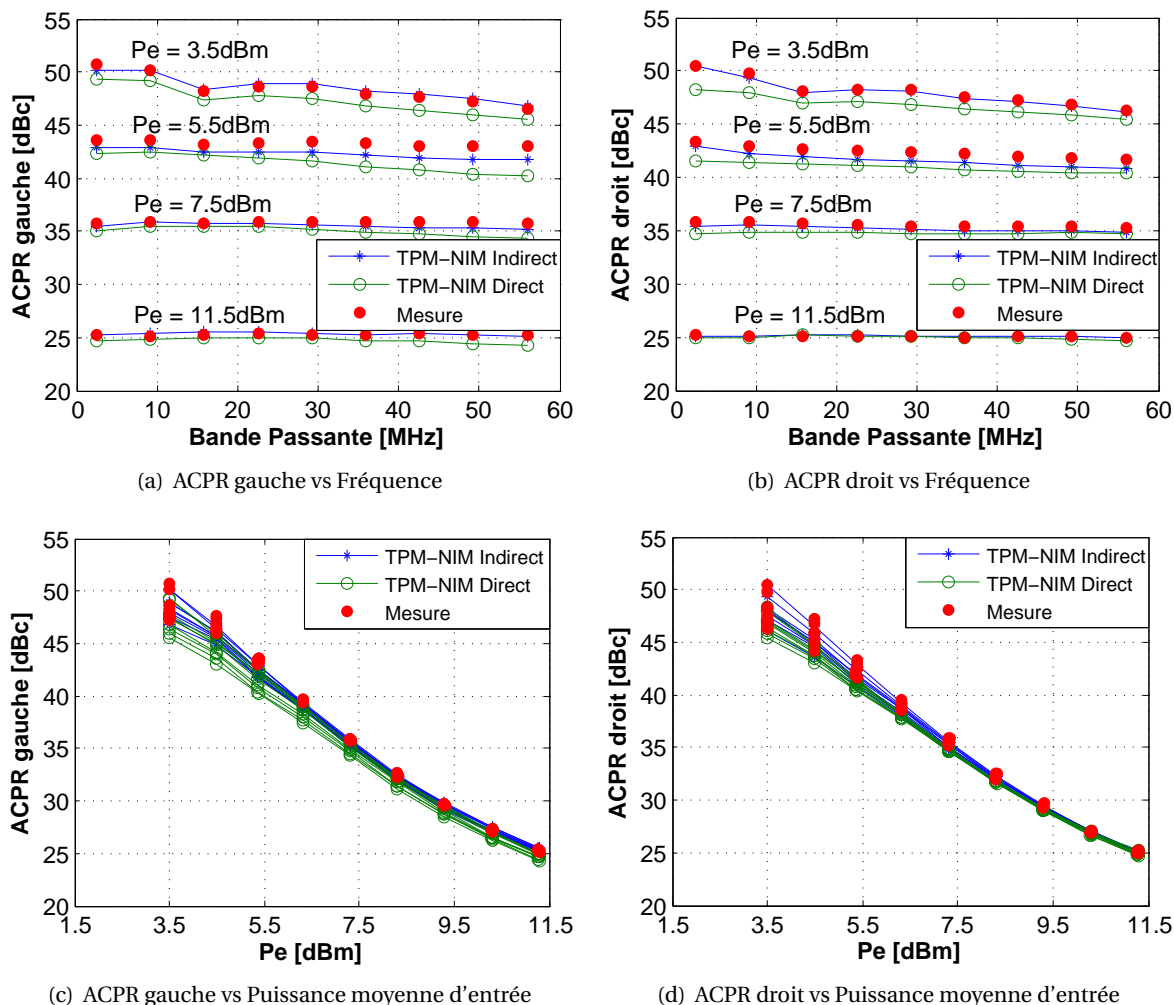 55
50
45
40
35
30
25
20
0 10 20 30 40 50 60
ACPR gauche [dBc]
Bande Passante [MHz]
Pe = 3.5dBm
Pe = 5.5dBm
Pe = 7.5dBm
Pe = 11.5dBm
TPM−NIM Indirect
TPM−NIM Direct
Mesure
(a) ACPR gauche vs Fréquence
55
50
45
40
35
30
25
20
0 10 20 30 40 50 60
ACPR droit [dBc]
Bande Passante [MHz]
Pe = 3.5dBm
Pe = 5.5dBm
Pe = 7.5dBm
Pe = 11.5dBm
TPM−NIM Indirect
TPM−NIM Direct
Mesure
(b) ACPR droit vs Fréquence
55
50
45
40
35
30
25
20
1.5 3.5 5.5 7.5 9.5 11.5
ACPR gauche [dBc]
Pe [dBm]
TPM−NIM Indirect
TPM−NIM Direct
Mesure
(c) ACPR gauche vs Puissance moyenne d'entrée
55
50
45
40
35
30
25
20
1.5 3.5 5.5 7.5 9.5 11.5
ACPR droit [dBc]
Pe [dBm]
TPM−NIM Indirect
TPM−NIM Direct
Mesure
(d) ACPR droit vs Puissance moyenne d'entrée